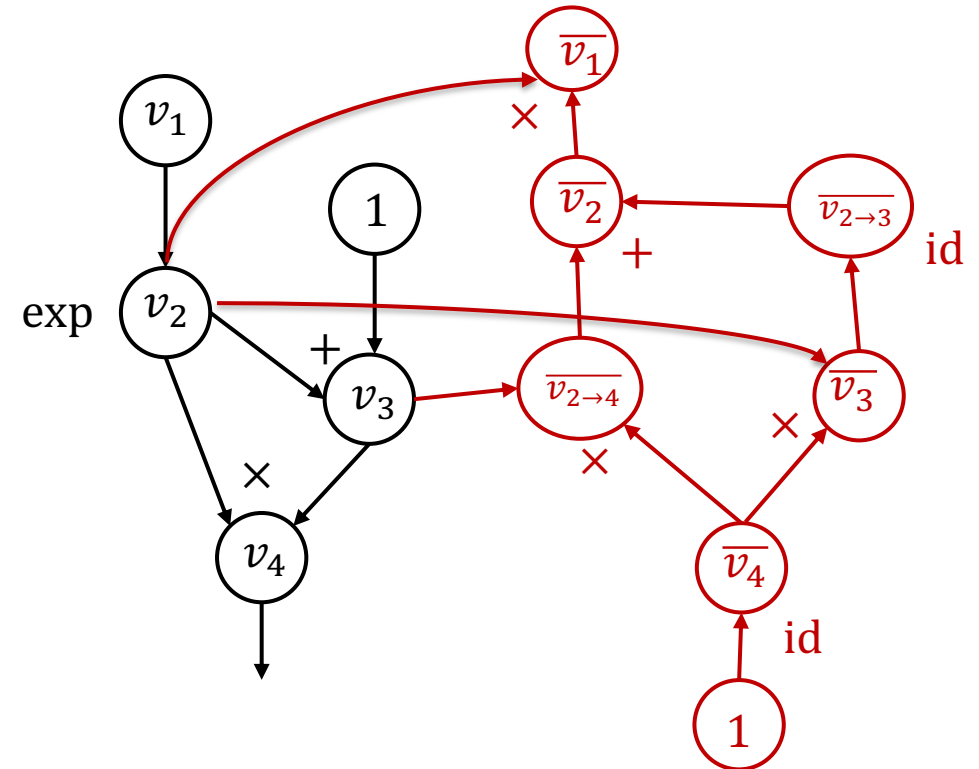 v₁
1
exp
v₂
+
v₃
×
v₄
v̅₁
×
v̅₂
+
v̅₂→₃
id
v̅₂→₄
×
v̅₃
×
v̅₄
id
1